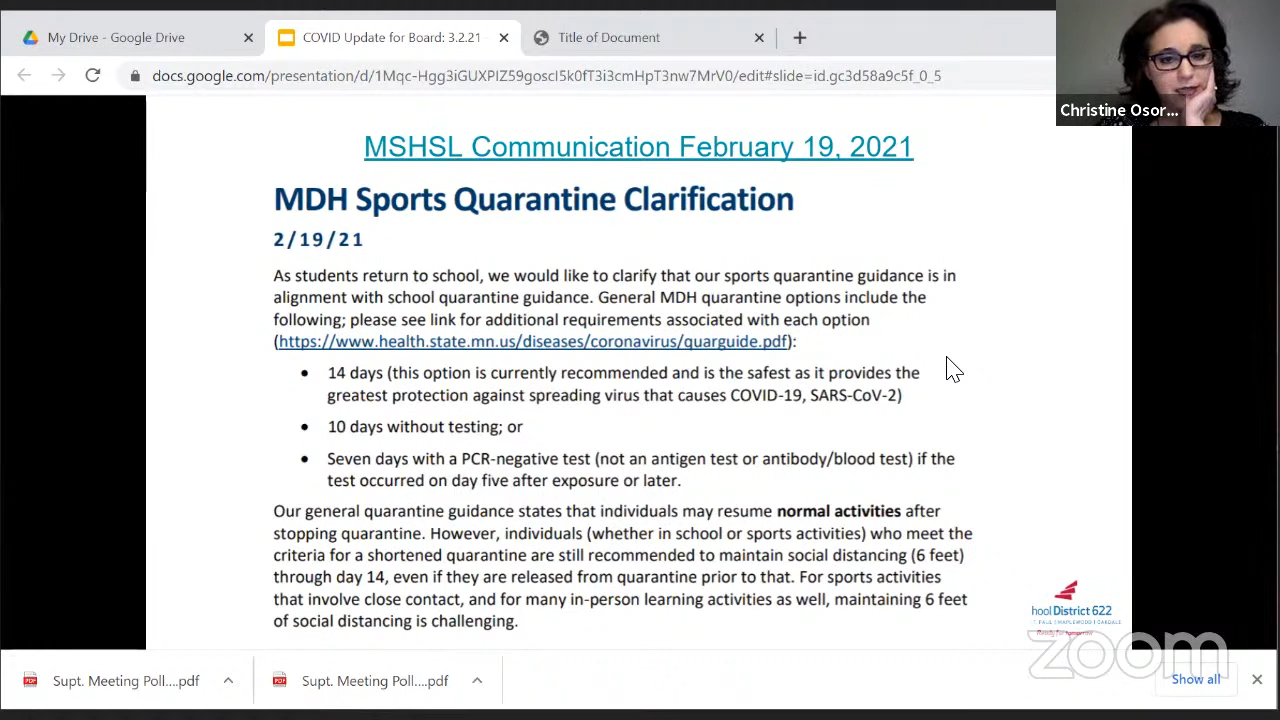 My Drive - Google Drive
COVID Update for Board: 3.2.21
Title of Document
docs.google.com/presentation/d/1Mqc-Hgg3iGUXPIZ59goscI5k0fT3i3cmHpT3nw7MrV0/edit#slide=id.gc3d58a9c5f_0_5
Christine Osor...
MSHSL Communication February 19, 2021
MDH Sports Quarantine Clarification
2/19/21
As students return to school, we would like to clarify that our sports quarantine guidance is in
alignment with school quarantine guidance. General MDH quarantine options include the
following; please see link for additional requirements associated with each option
(https://www.health.state.mn.us/diseases/coronavirus/quarguide.pdf):
• 14 days (this option is currently recommended and is the safest as it provides the
greatest protection against spreading virus that causes COVID-19, SARS-CoV-2)
• 10 days without testing; or
• Seven days with a PCR-negative test (not an antigen test or antibody/blood test) if the
test occurred on day five after exposure or later.
Our general quarantine guidance states that individuals may resume normal activities after
stopping quarantine. However, individuals (whether in school or sports activities) who meet the
criteria for a shortened quarantine are still recommended to maintain social distancing (6 feet)
through day 14, even if they are released from quarantine prior to that. For sports activities
that involve close contact, and for many in-person learning activities as well, maintaining 6 feet
of social distancing is challenging.
hool District 622
T. PAUL | MAPLEWOOD | OAKDALE
Ready for tomorrow
zoom
Supt. Meeting Poll....pdf
Supt. Meeting Poll....pdf
Show all